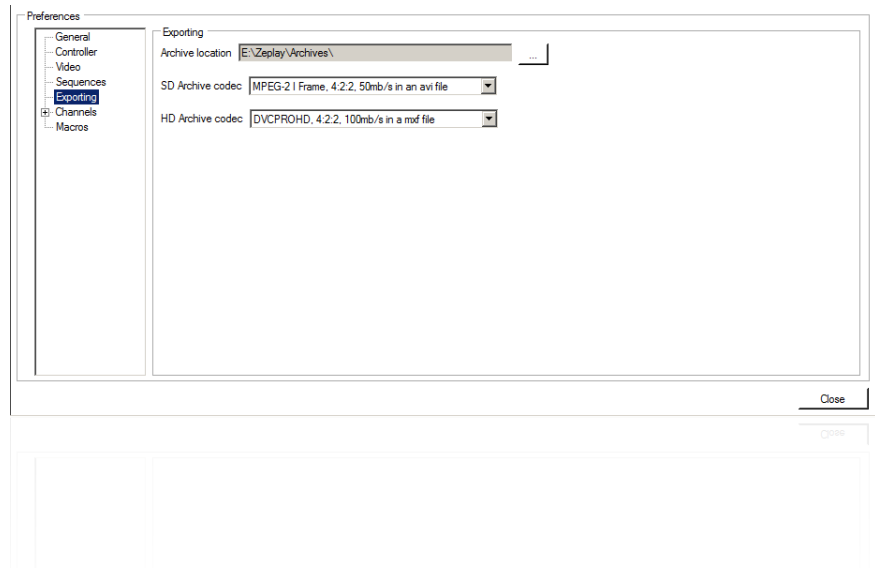 Preferences
General
Controller
Video
Sequences
Exporting
Channels
Macros
Exporting
Archive location E:\Zeplay\Archives\ ...
SD Archive codec MPEG-2 I Frame, 4:2:2, 50mb/s in an avi file
HD Archive codec DVCPROHD, 4:2:2, 100mb/s in a mxf file
Close
Close